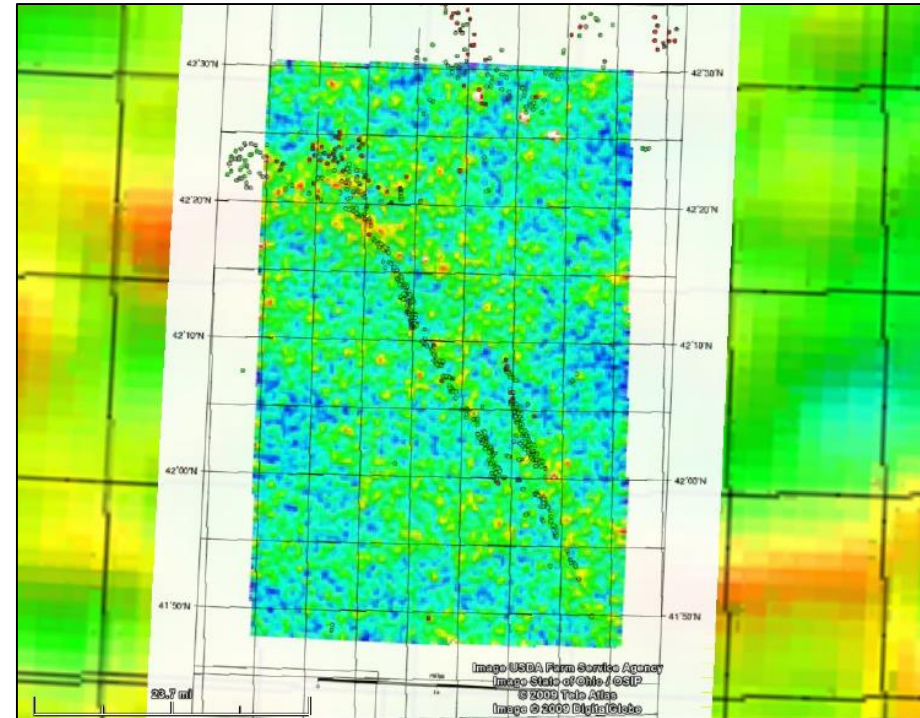 42°30'N
42°30'N
42°20'N
42°20'N
42°10'N
42°10'N
42°00'N
42°00'N
41°50'N
41°50'N
miles
Image USDA Farm Service Agency
Image State of Ohio / OSIP
© 2009 Tele Atlas
Image © 2009 DigitalGlobe
23.7 mi